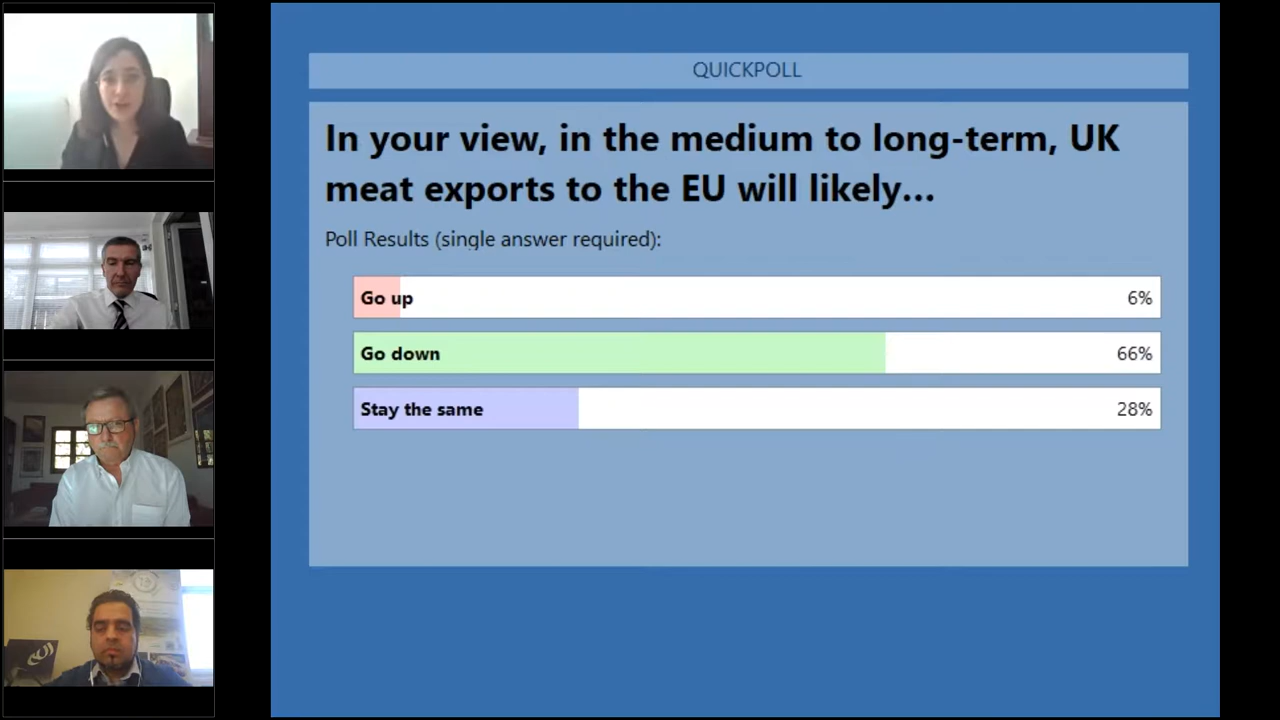 QUICKPOLL
In your view, in the medium to long-term, UK
meat exports to the EU will likely...
Poll Results (single answer required):
Go up 6%
Go down 66%
Stay the same 28%